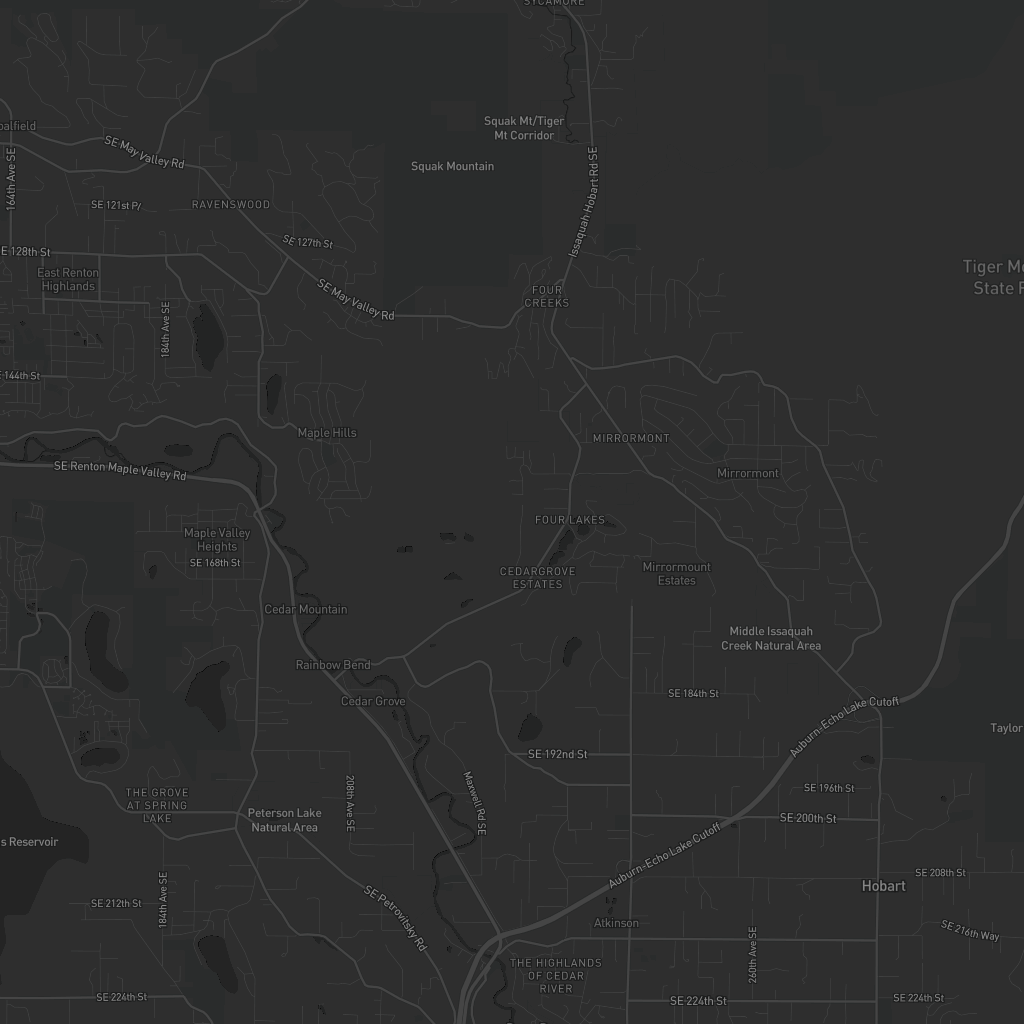 SYCAMORE
Squak Mt/Tiger
Mt Corridor
Squak Mountain
SE May Valley Rd
164th Ave SE
SE 121st Pl
RAVENSWOOD
Issaquah Hobart Rd SE
SE 127th St
East Renton
Highlands
SE May Valley Rd
FOUR
CREEKS
184th Ave SE
MIRRORMONT
Maple Hills
SE Renton Maple Valley Rd
Mirrormont
Maple Valley
Heights
SE 168th St
FOUR LAKES
CEDARGROVE
ESTATES
Mirrormount
Estates
Cedar Mountain
Middle Issaquah
Creek Natural Area
Rainbow Bend
Cedar Grove
SE 184th St
Auburn-Echo Lake Cutoff
Taylor
SE 192nd St
THE GROVE
AT SPRING
LAKE
Peterson Lake
Natural Area
208th Ave SE
Maxwell Rd SE
SE 196th St
SE 200th St
Reservoir
Auburn-Echo Lake Cutoff
SE 208th St
Hobart
184th Ave SE
SE 212th St
SE Petrovitsky Rd
Atkinson
SE 216th Way
260th Ave SE
THE HIGHLANDS
OF CEDAR
RIVER
SE 224th St
SE 224th St
SE 224th St
Tiger
State
E 128th St
144th St